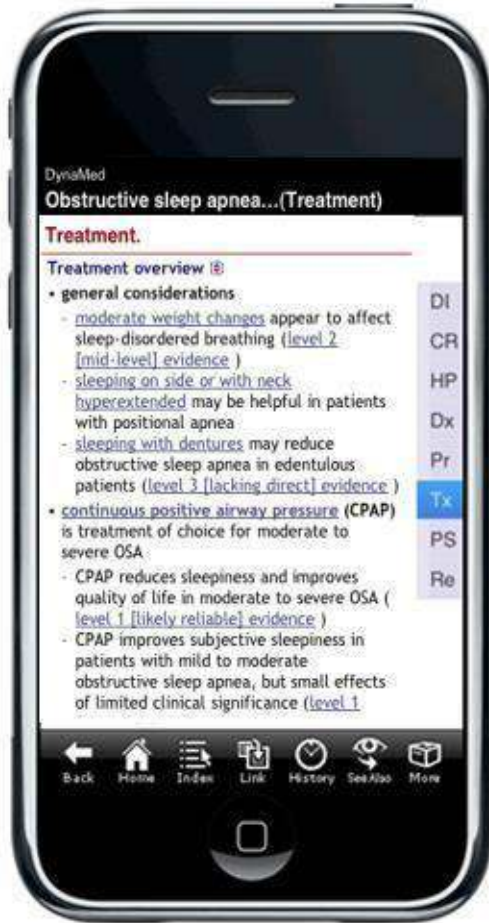 DynaMed
Obstructive sleep apnea...(Treatment)
Treatment.
Treatment overview
• general considerations
- moderate weight changes appear to affect
sleep-disordered breathing (level 2
[mid-level] evidence )
- sleeping on side or with neck
hyperextended may be helpful in patients
with positional apnea
- sleeping with dentures may reduce
obstructive sleep apnea in edentulous
patients (level 3 [lacking direct] evidence )
• continuous positive airway pressure (CPAP)
is treatment of choice for moderate to
severe OSA
- CPAP reduces sleepiness and improves
quality of life in moderate to severe OSA (
level 1 [likely reliable] evidence )
- CPAP improves subjective sleepiness in
patients with mild to moderate
obstructive sleep apnea, but small effects
of limited clinical significance (level 1
DI
CR
HP
Dx
Pr
Tx
PS
Re
Back Home Index Link History See Also More